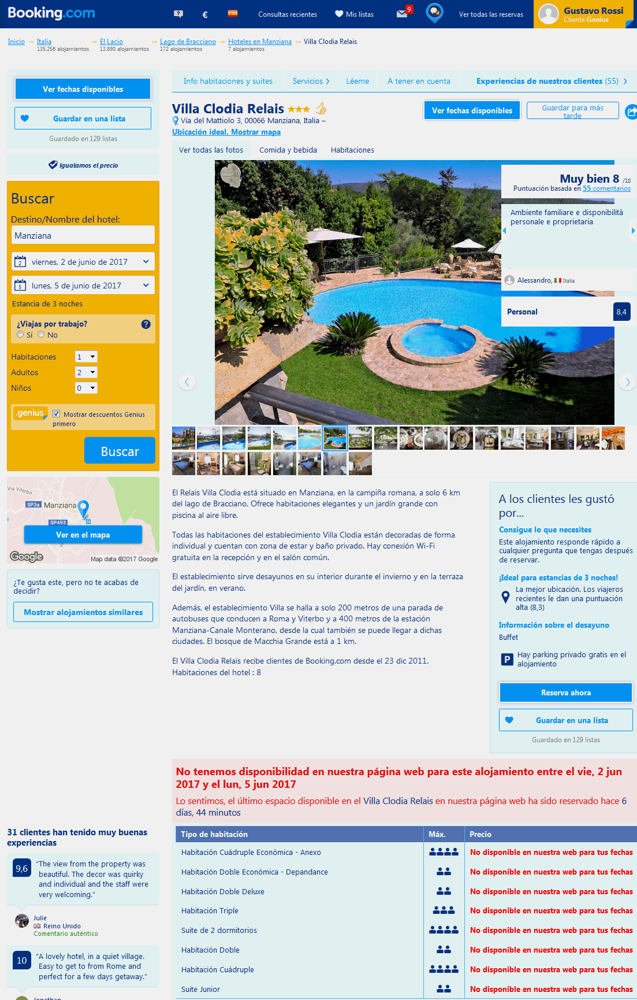 Booking.com
€
Consultas recientes
Mis listas
9
Ver todas las reservas
Gustavo Rossi
Cliente Genius
Inicio → Italia → El Lacio → Lago de Bracciano → Hoteles en Manziana → Villa Clodia Relais
135.256 alojamientos 13.890 alojamientos 172 alojamientos 7 alojamientos
Ver fechas disponibles
Guardar en una lista
Guardado en 129 listas
Igualamos el precio
Buscar
Destino/Nombre del hotel:
Manziana
2 viernes, 2 de junio de 2017
5 lunes, 5 de junio de 2017
Estancia de 3 noches
¿Viajas por trabajo? ?
Sí No
Habitaciones 1
Adultos 2
Niños 0
.genius Mostrar descuentos Genius
primero
Buscar
Via Viterbo
SP3a Manziana
SP493
Ver en el mapa
Google Map data ©2017 Google
¿Te gusta este, pero no te acabas de
decidir?
Mostrar alojamientos similares
31 clientes han tenido muy buenas
experiencias
9,6 “The view from the property was
beautiful. The decor was quirky
and individual and the staff were
very welcoming.”
Julie
Reino Unido
Comentario auténtico
10 “A lovely hotel, in a quiet village.
Easy to get to from Rome and
perfect for a few days getaway.”
Jonathan
Info habitaciones y suites Servicios Léeme A tener en cuenta Experiencias de nuestros clientes (55)
Villa Clodia Relais
Ver fechas disponibles
Guardar para más
tarde
Via del Mattiolo 3, 00066 Manziana, Italia –
Ubicación ideal. Mostrar mapa
Ver todas las fotos Comida y bebida Habitaciones
Muy bien 8 /10
Puntuación basada en 55 comentarios
Ambiente familiare e disponibilità
personale e proprietaria
Alessandro, Italia
Personal 8,4
El Relais Villa Clodia está situado en Manziana, en la campiña romana, a solo 6 km
del lago de Bracciano. Ofrece habitaciones elegantes y un jardín grande con
piscina al aire libre.
Todas las habitaciones del establecimiento Villa Clodia están decoradas de forma
individual y cuentan con zona de estar y baño privado. Hay conexión Wi-Fi
gratuita en la recepción y en el salón común.
El establecimiento sirve desayunos en su interior durante el invierno y en la terraza
del jardín, en verano.
Además, el establecimiento Villa se halla a solo 200 metros de una parada de
autobuses que conducen a Roma y Viterbo y a 400 metros de la estación
Manziana-Canale Monterano, desde la cual también se puede llegar a dichas
ciudades. El bosque de Macchia Grande está a 1 km.
El Villa Clodia Relais recibe clientes de Booking.com desde el 23 dic 2011.
Habitaciones del hotel : 8
A los clientes les gustó
por...
Consigue lo que necesites
Este alojamiento responde rápido a
cualquier pregunta que tengas después
de reservar.
¡Ideal para estancias de 3 noches!
La mejor ubicación. Los viajeros
recientes le dan una puntuación
alta (8,3)
Información sobre el desayuno
Buffet
P Hay parking privado gratis en el
alojamiento
Reserva ahora
Guardar en una lista
Guardado en 129 listas
No tenemos disponibilidad en nuestra página web para este alojamiento entre el vie, 2 jun
2017 y el lun, 5 jun 2017
Lo sentimos, el último espacio disponible en el Villa Clodia Relais en nuestra página web ha sido reservado hace 6
días, 44 minutos
Tipo de habitación Máx. Precio
Habitación Cuádruple Económica - Anexo No disponible en nuestra web para tus fechas
Habitación Doble Económica - Depandance No disponible en nuestra web para tus fechas
Habitación Doble Deluxe No disponible en nuestra web para tus fechas
Habitación Triple No disponible en nuestra web para tus fechas
Suite de 2 dormitorios No disponible en nuestra web para tus fechas
Habitación Doble No disponible en nuestra web para tus fechas
Habitación Cuádruple No disponible en nuestra web para tus fechas
Suite Junior No disponible en nuestra web para tus fechas